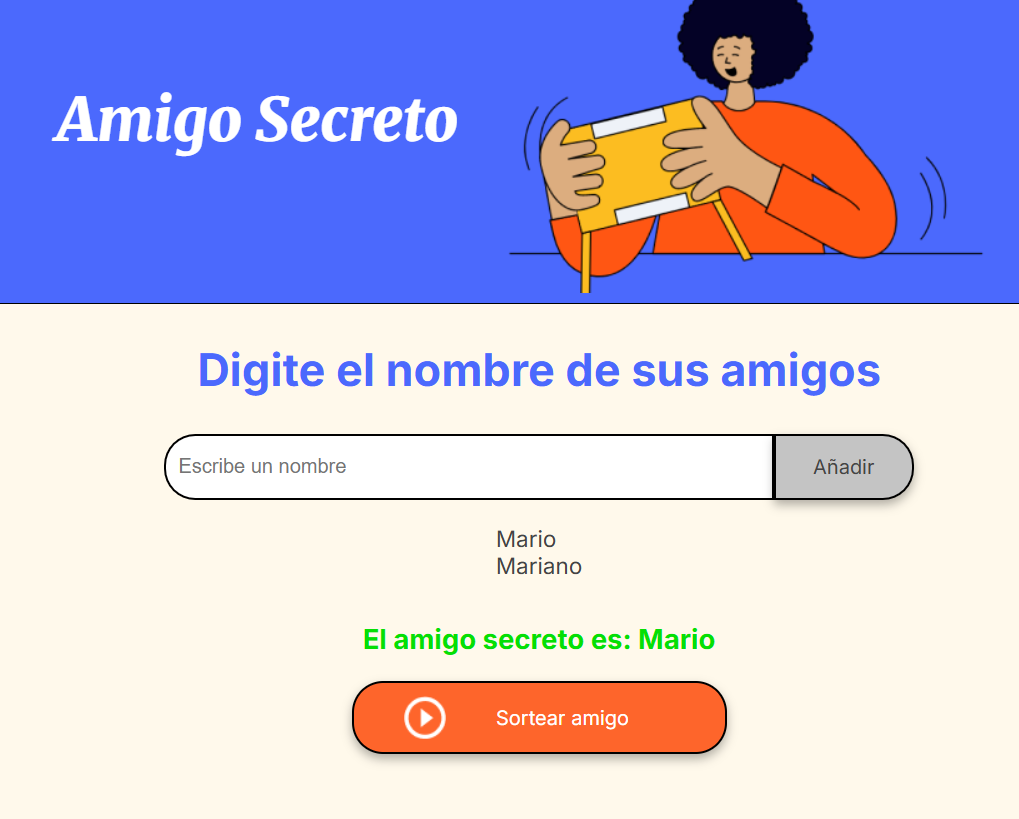 Amigo Secreto
Digite el nombre de sus amigos
Escribe un nombre
Añadir
Mario
Mariano
El amigo secreto es: Mario
Sortear amigo